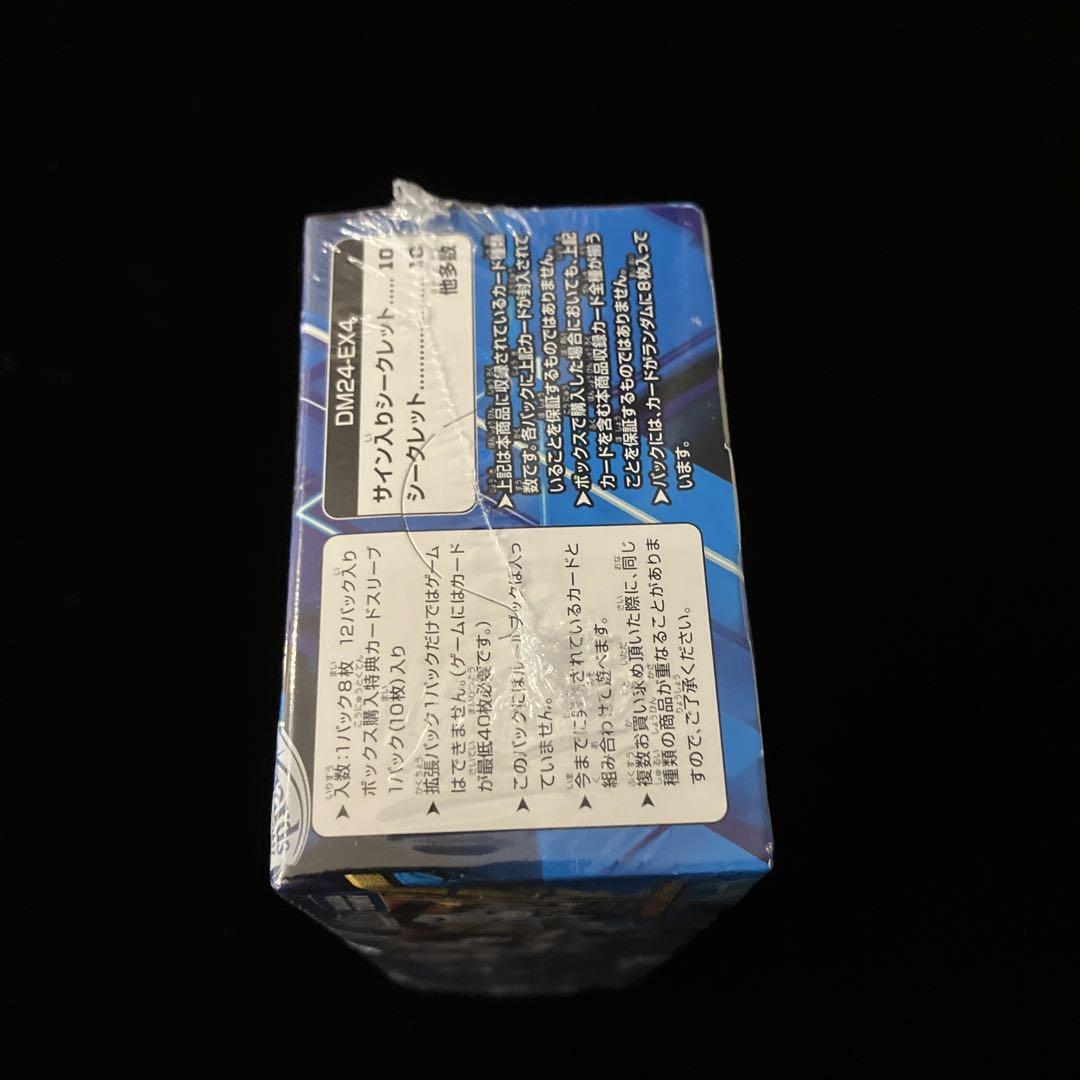 DM24-EX4
サイン入りシークレット…… 10
シークレット……………… 10
他多数
➤上記は本商品に収録されているカード種類
数です。各パックに上記カードが封入されて
いることを保証するものではありません。
➤ボックスで購入した場合においても、上記
カードを含む本商品収録カード全種が揃う
ことを保証するものではありません。
➤パックには、カードがランダムに8枚入って
います。
➤入数:1パック8枚 12パック入り
ボックス購入特典カードスリーブ
1パック(10枚)入り
➤拡張パック1パックだけではゲーム
はできません。(ゲームにはカード
が最低40枚必要です。)
➤このパックにはルールブックは入っ
ていません。
➤今までに発売されているカードと
組み合わせて遊べます。
➤複数お買い求め頂いた際に、同じ
種類の商品が重なることがありま
すので、ご了承ください。